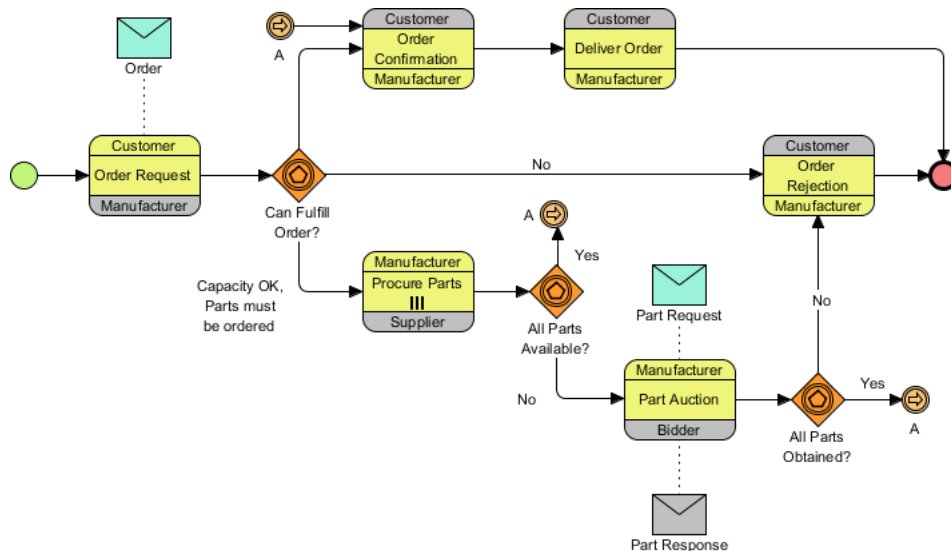 Order
A
Customer
Order
Confirmation
Manufacturer
Customer
Deliver Order
Manufacturer
Customer
Order Request
Manufacturer
Can Fulfill
Order?
No
Customer
Order
Rejection
Manufacturer
Capacity OK,
Parts must
be ordered
Manufacturer
Procure Parts
Supplier
A
Yes
All Parts
Available?
No
Part Request
Manufacturer
Part Auction
Bidder
Part Response
No
Yes
A
All Parts
Obtained?